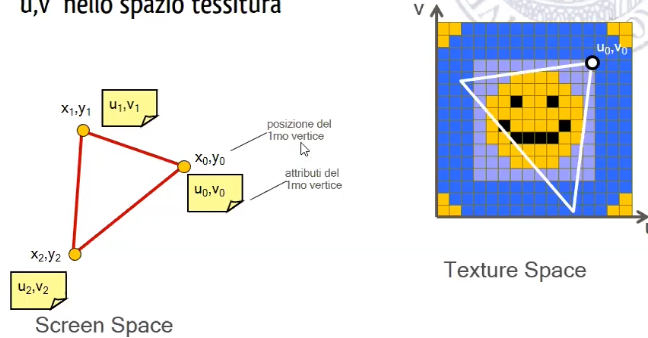 u,v nello spazio tessitura
v
u₀,v₀
x₁,y₁
u₁,v₁
posizione del
1mo vertice
x₀,y₀
attributi del
1mo vertice
u₀,v₀
x₂,y₂
u₂,v₂
Texture Space
Screen Space